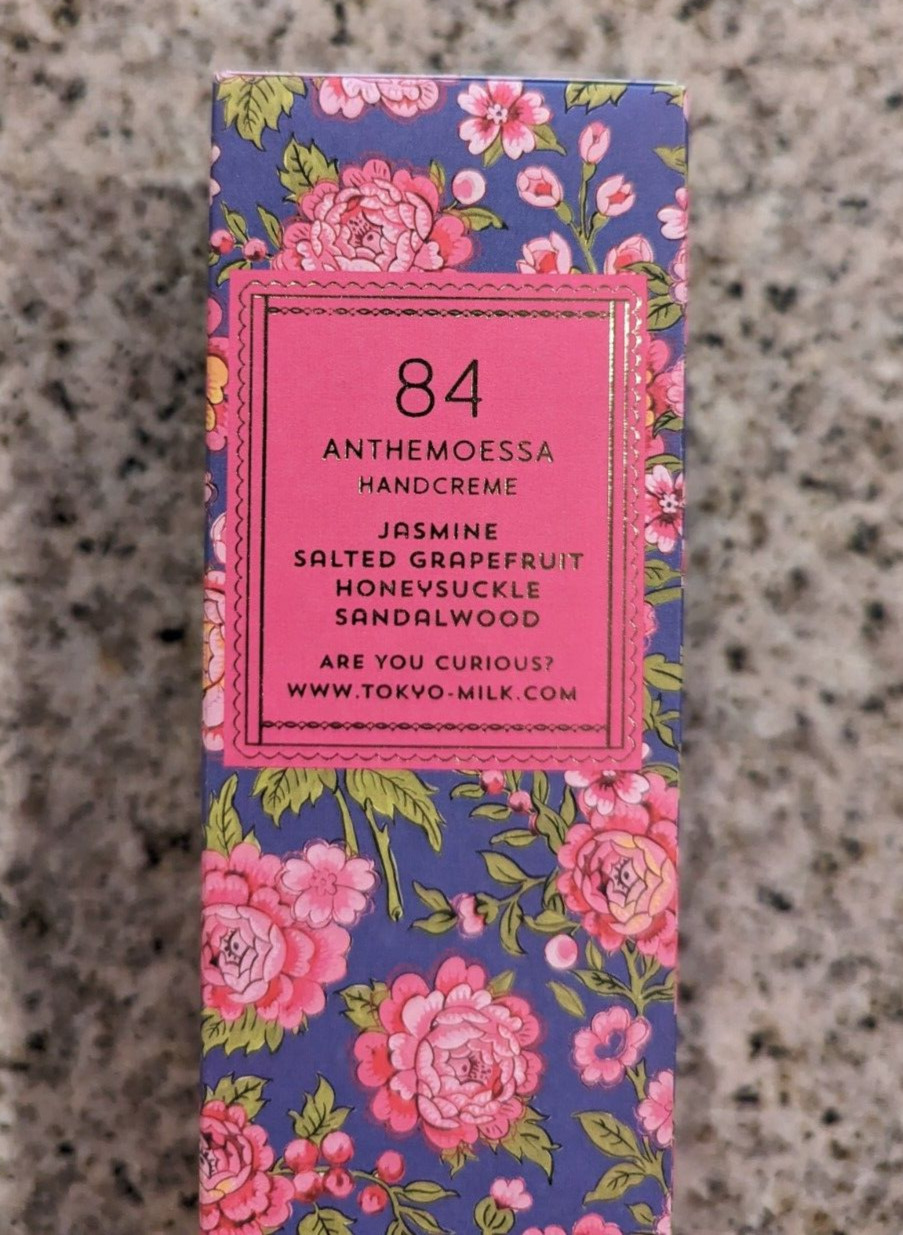 84
ANTHEMOESSA
HANDCREME
JASMINE
SALTED GRAPEFRUIT
HONEYSUCKLE
SANDALWOOD
ARE YOU CURIOUS?
WWW.TOKYO-MILK.COM